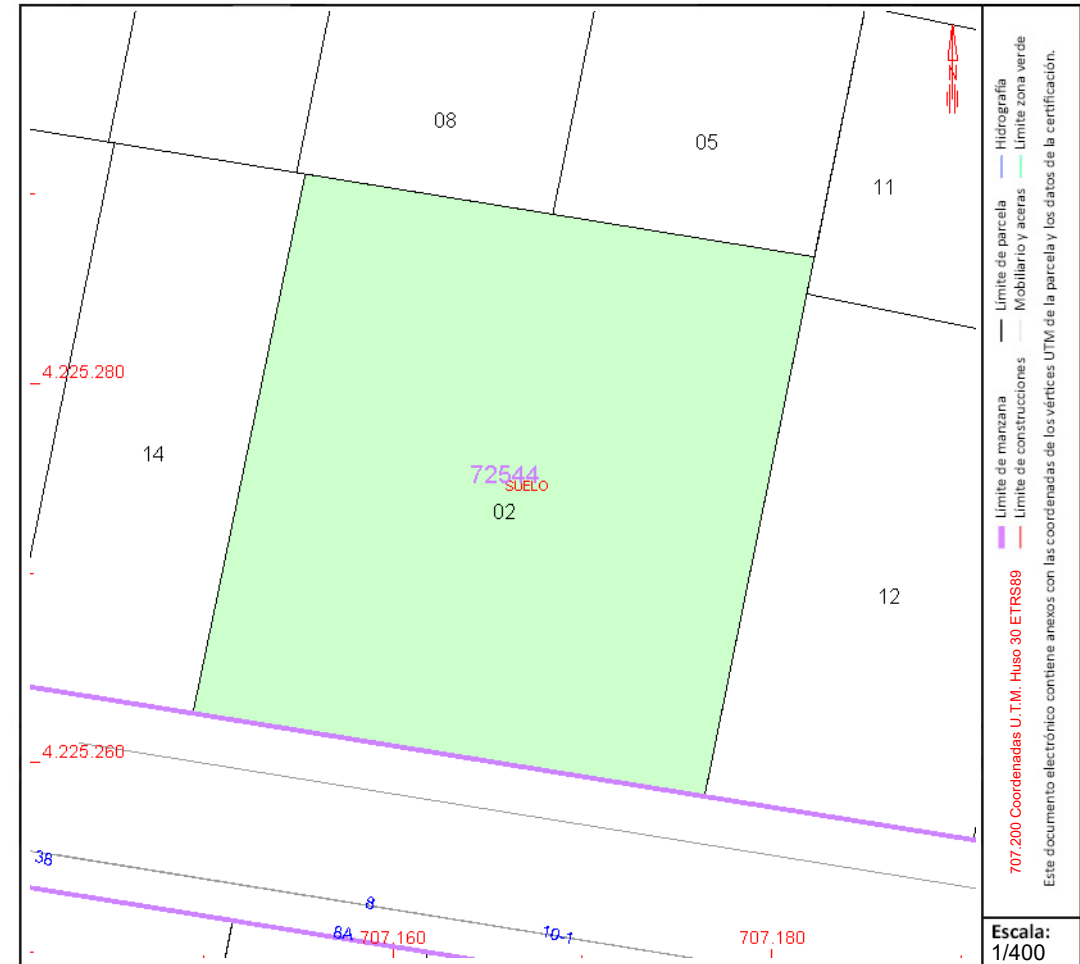 08
05
11
4.225.280
14
72544
SUELO
02
12
4.225.260
38
8
8A
707.160
10-1
707.180
N
Límite de manzana
Límite de parcela
Hidrografía
Límite de construcciones
Mobiliario y aceras
Límite zona verde
707.200 Coordenadas U.T.M. Huso 30 ETRS89
Este documento electrónico contiene anexos con las coordenadas de los vértices UTM de la parcela y los datos de la certificación.
Escala:
1/400